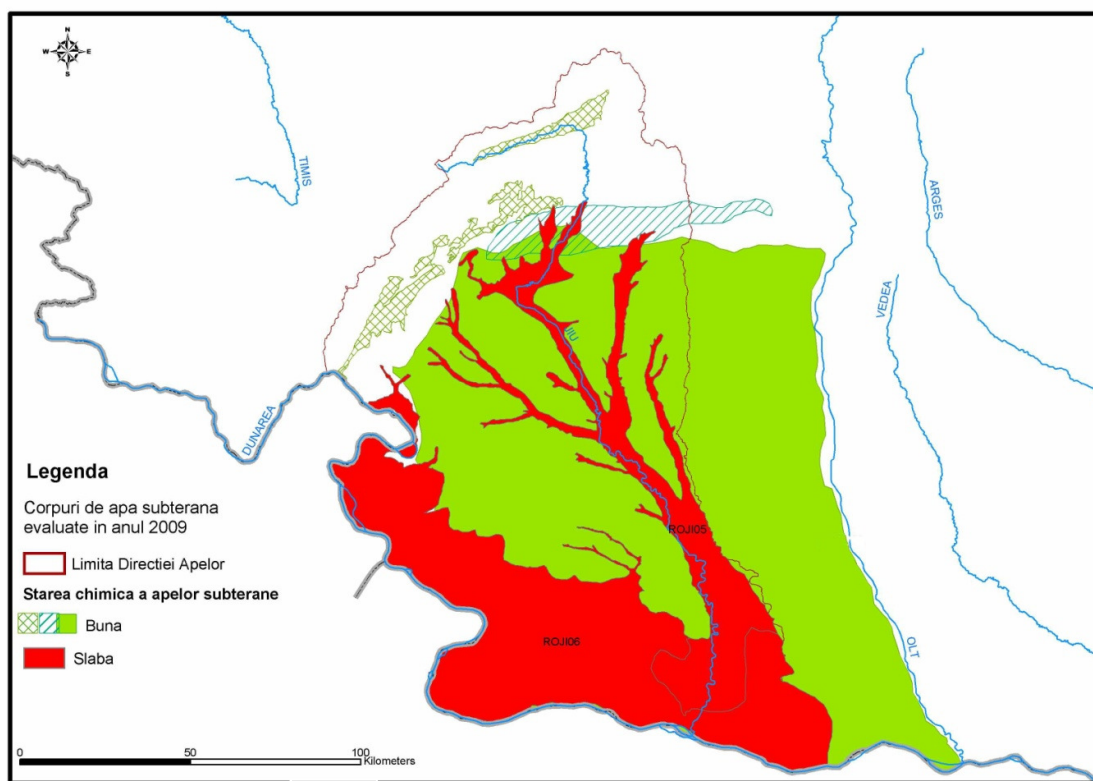 N
W E
S
TIMIS
ARGES
VEDEA
JIU
DUNAREA
ROJI05
ROJI06
OLT
Legenda
Corpuri de apa subterana
evaluate in anul 2009
Limita Directiei Apelor
Starea chimica a apelor subterane
Buna
Slaba
0 50 100
Kilometers